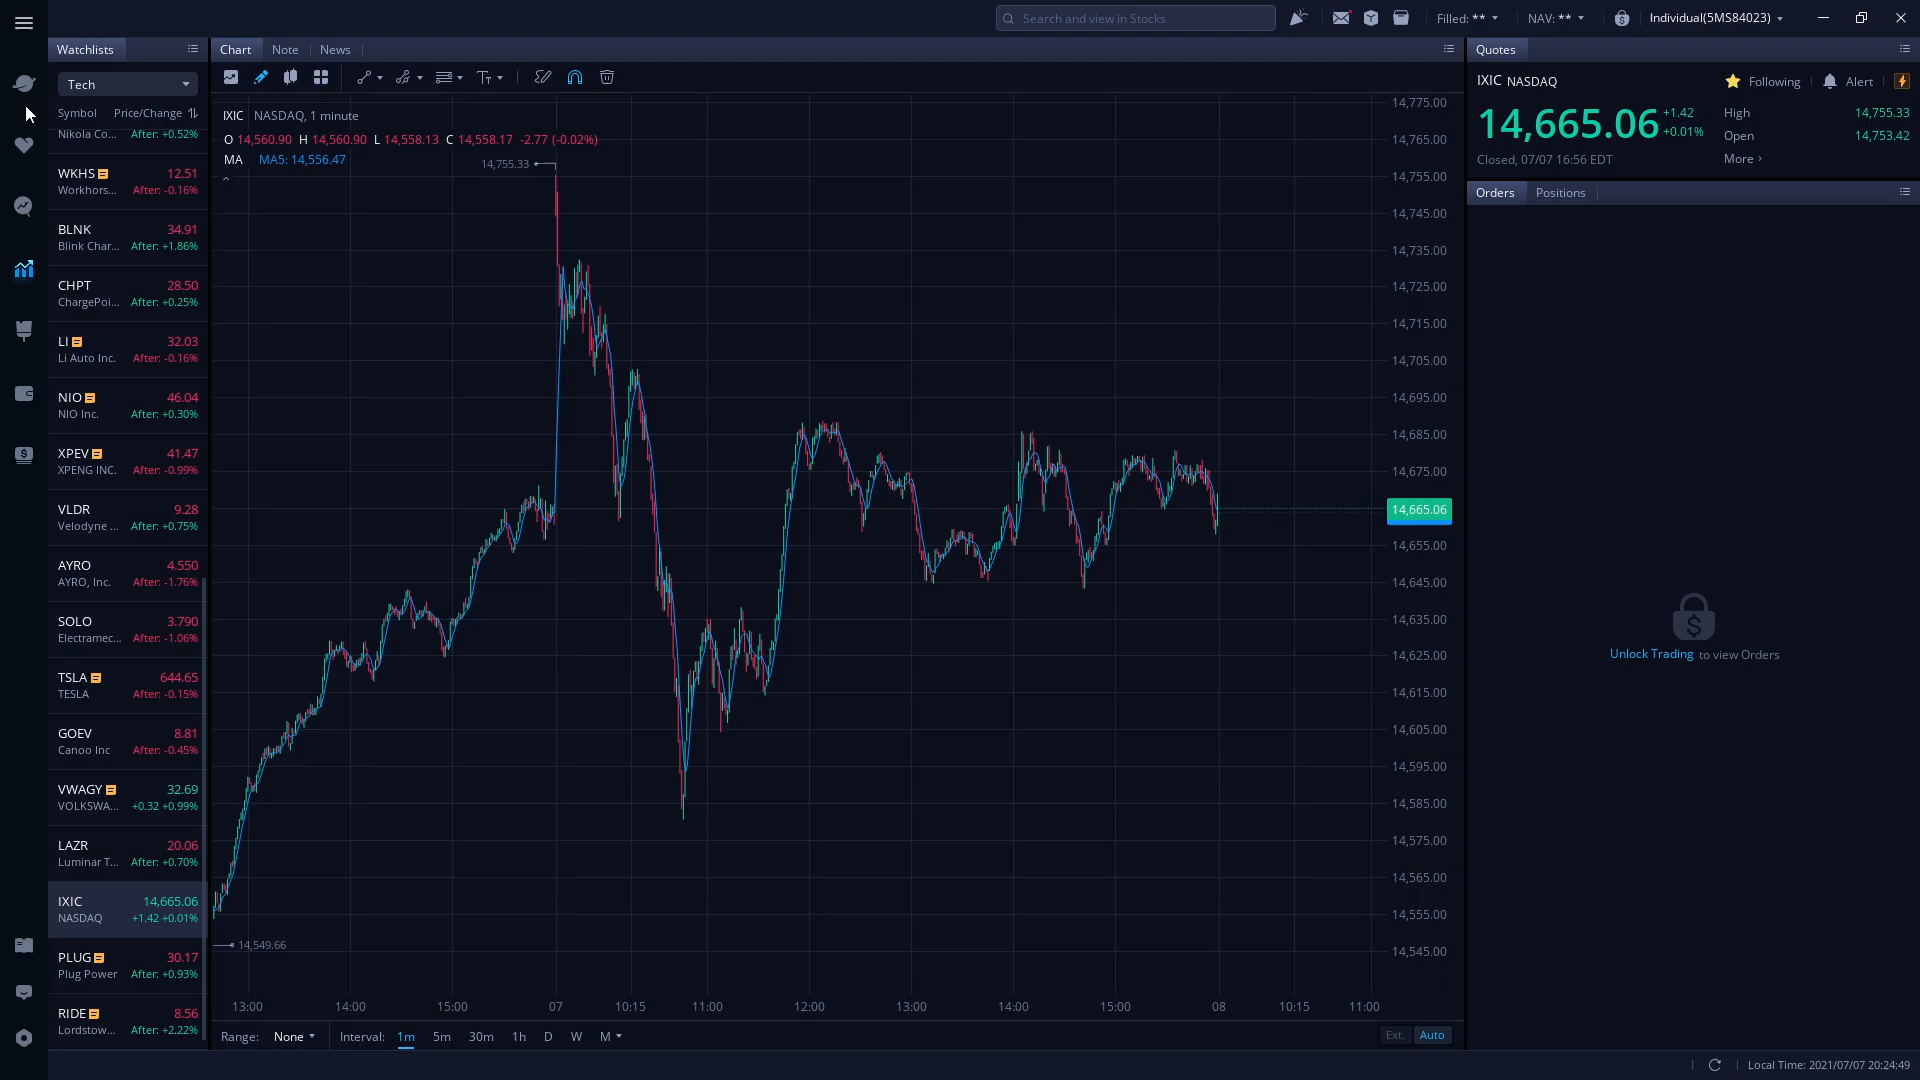 Search and view in Stocks
Filled: **
NAV: **
Individual(5MS84023)
Watchlists
Tech
Symbol Price/Change
Nikola Co... After: +0.52%
WKHS 12.51
Workhors... After: -0.16%
BLNK 34.91
Blink Char... After: +1.86%
CHPT 28.50
ChargePoi... After: +0.25%
LI 32.03
Li Auto Inc. After: -0.16%
NIO 46.04
NIO Inc. After: +0.30%
XPEV 41.47
XPENG INC. After: -0.99%
VLDR 9.28
Velodyne ... After: +0.75%
AYRO 4.550
AYRO, Inc. After: -1.76%
SOLO 3.790
Electramec... After: -1.06%
TSLA 644.65
TESLA After: -0.15%
GOEV 8.81
Canoo Inc After: -0.45%
VWAGY 32.69
VOLKSWA... +0.32 +0.99%
LAZR 20.06
Luminar T... After: +0.70%
IXIC 14,665.06
NASDAQ +1.42 +0.01%
PLUG 30.17
Plug Power After: +0.93%
RIDE 8.56
Lordstow... After: +2.22%
Chart Note News
Tт
IXIC NASDAQ, 1 minute
O 14,560.90 H 14,560.90 L 14,558.13 C 14,558.17 -2.77 (-0.02%)
MA MA5: 14,556.47
14,755.33
14,549.66
14,775.00
14,765.00
14,755.00
14,745.00
14,735.00
14,725.00
14,715.00
14,705.00
14,695.00
14,685.00
14,675.00
14,665.06
14,655.00
14,645.00
14,635.00
14,625.00
14,615.00
14,605.00
14,595.00
14,585.00
14,575.00
14,565.00
14,555.00
14,545.00
13:00 14:00 15:00 07 10:15 11:00 12:00 13:00 14:00 15:00 08 10:15 11:00
Range: None Interval: 1m 5m 30m 1h D W M Ext. Auto
Quotes
IXIC NASDAQ Following Alert
14,665.06 +1.42 +0.01%
Closed, 07/07 16:56 EDT
High 14,755.33
Open 14,753.42
More
Orders Positions
Unlock Trading to view Orders
Local Time: 2021/07/07 20:24:49